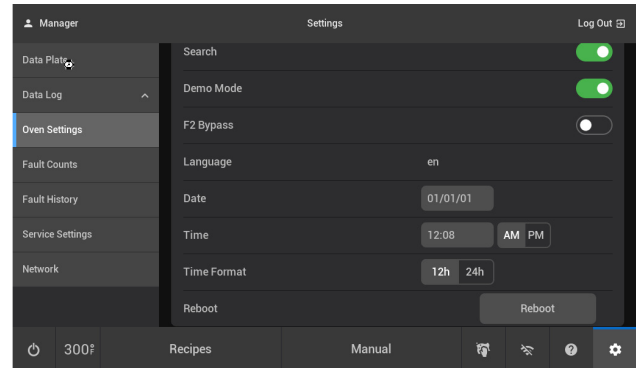 Manager
Settings
Log Out
Data Plate
Data Log
Oven Settings
Fault Counts
Fault History
Service Settings
Network
Search
Demo Mode
F2 Bypass
Language en
Date 01/01/01
Time 12:08 AM PM
Time Format 12h 24h
Reboot Reboot
300°F Recipes Manual